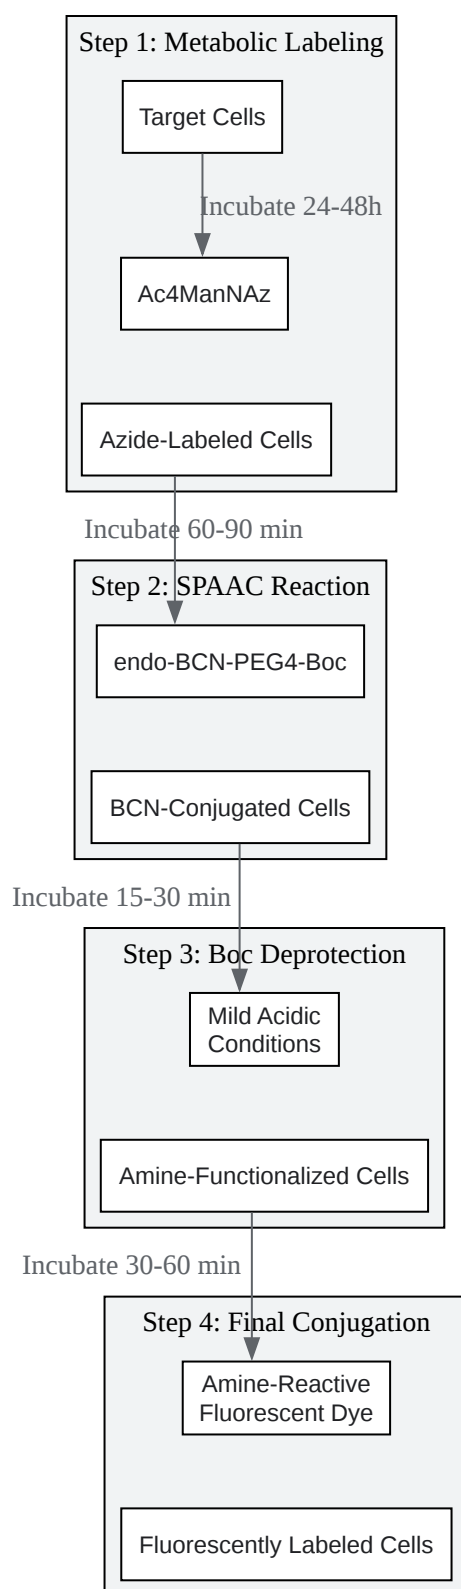 Step 1: Metabolic Labeling
Target Cells
Incubate 24-48h
Ac4ManNAz
Azide-Labeled Cells
Incubate 60-90 min
Step 2: SPAAC Reaction
endo-BCN-PEG4-Boc
BCN-Conjugated Cells
Incubate 15-30 min
Step 3: Boc Deprotection
Mild Acidic
Conditions
Amine-Functionalized Cells
Incubate 30-60 min
Step 4: Final Conjugation
Amine-Reactive
Fluorescent Dye
Fluorescently Labeled Cells